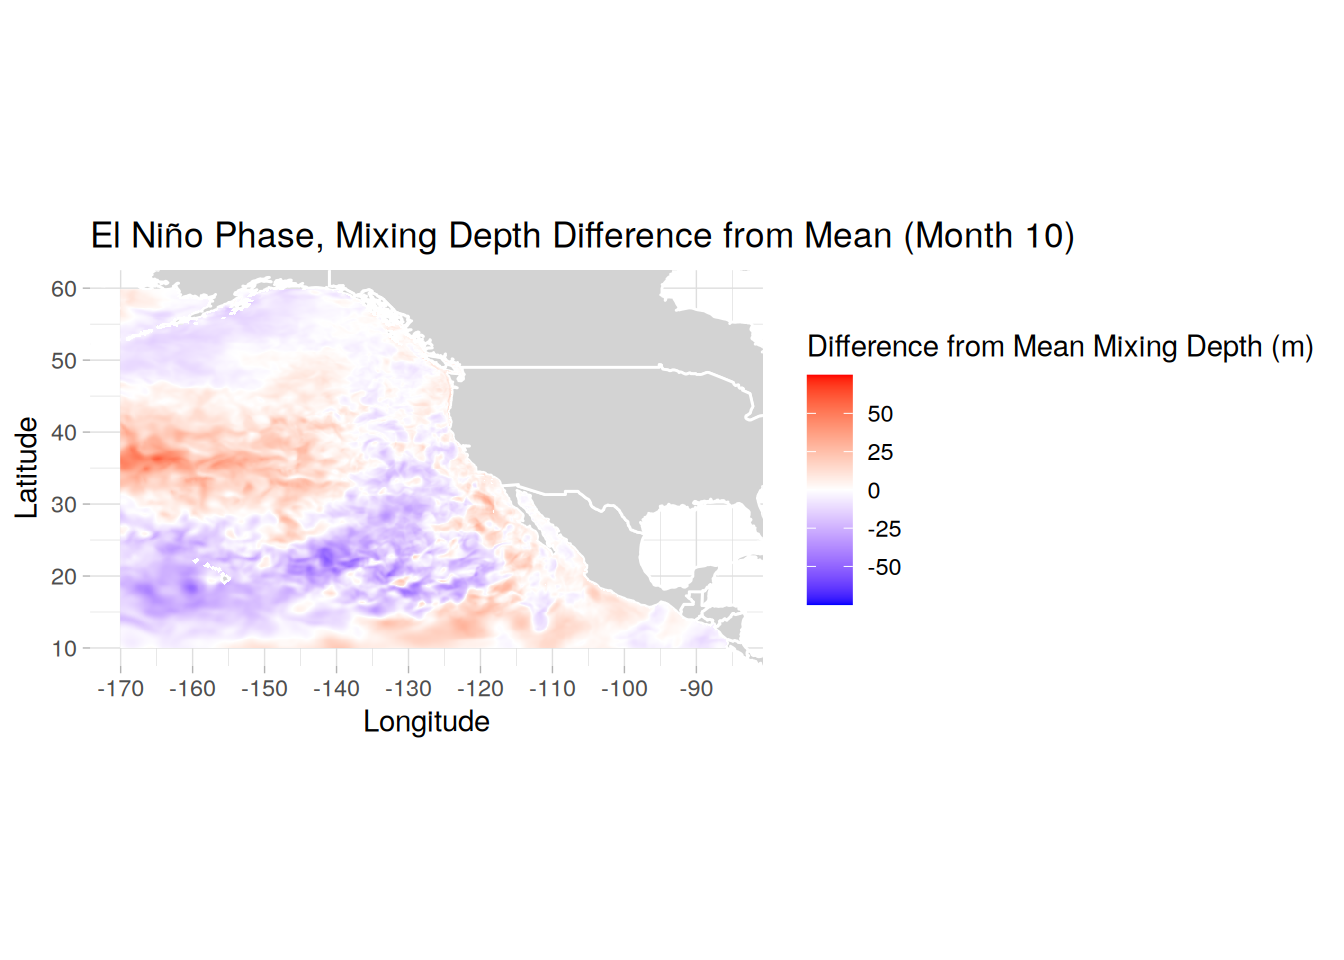 El Niño Phase, Mixing Depth Difference from Mean (Month 10)
60
50
40
30
20
10
Latitude
-170 -160 -150 -140 -130 -120 -110 -100 -90
Longitude
Difference from Mean Mixing Depth (m)
50
25
0
-25
-50